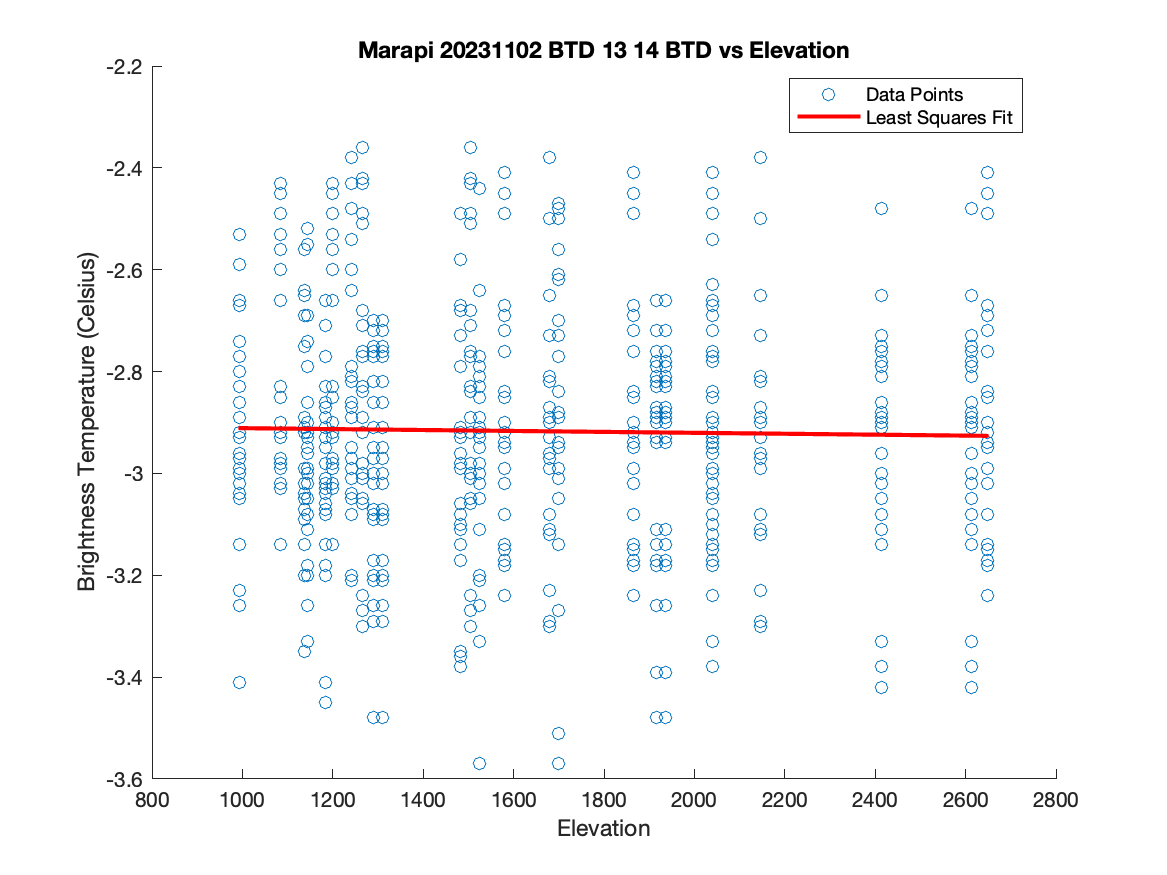 Marapi 20231102 BTD 13 14 BTD vs Elevation
Data Points
Least Squares Fit
Brightness Temperature (Celsius)
-2.2
-2.4
-2.6
-2.8
-3
-3.2
-3.4
-3.6
800 1000 1200 1400 1600 1800 2000 2200 2400 2600 2800
Elevation